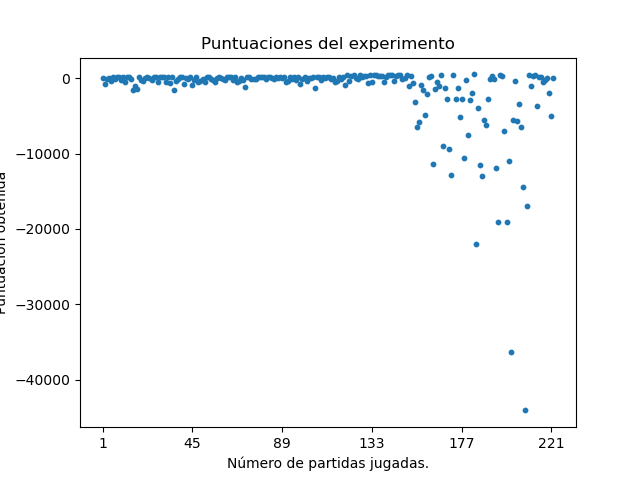 Puntuaciones del experimento
Puntuación obtenida
0
−10000
−20000
−30000
−40000
1 45 89 133 177 221
Número de partidas jugadas.